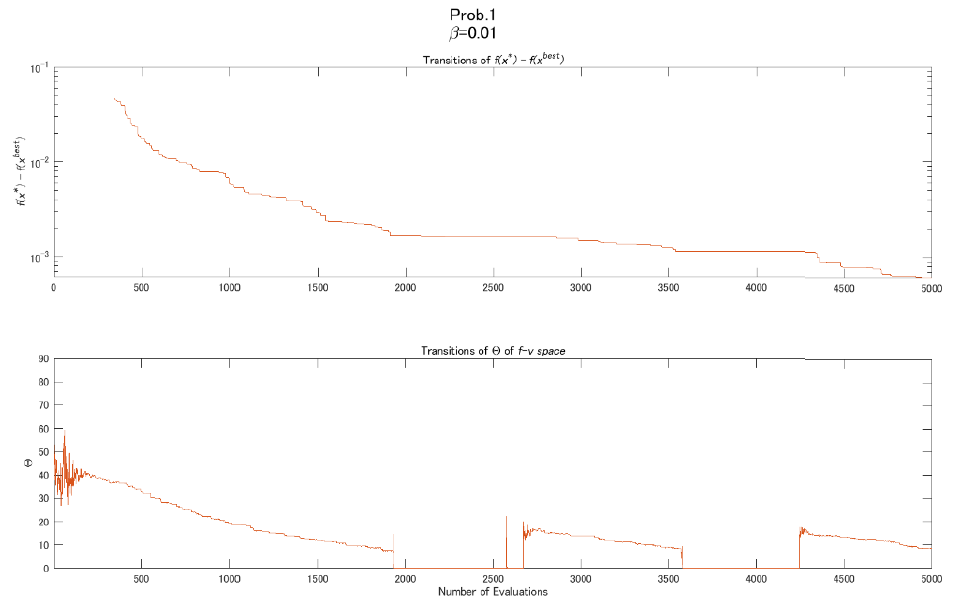 Prob.1
β=0.01
Transitions of f(x*) − f(x^best)
10^-1
10^-2
10^-3
f(x*) − f(x^best)
0 500 1000 1500 2000 2500 3000 3500 4000 4500 5000
Transitions of Θ of f-v space
90
80
70
60
50
40
30
20
10
0
Θ
500 1000 1500 2000 2500 3000 3500 4000 4500 5000
Number of Evaluations